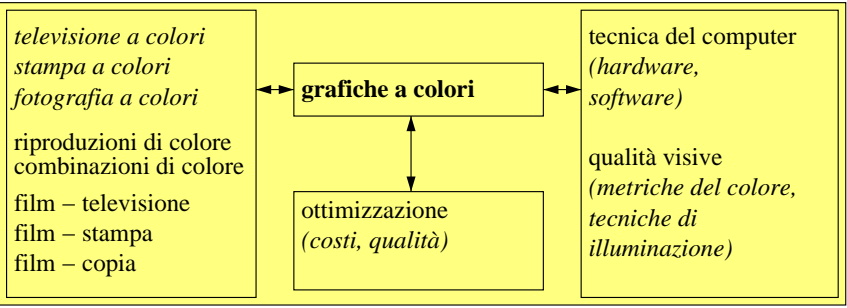 televisione a colori
stampa a colori
fotografia a colori
riproduzioni di colore
combinazioni di colore
film – televisione
film – stampa
film – copia
grafiche a colori
ottimizzazione
(costi, qualità)
tecnica del computer
(hardware,
software)
qualità visive
(metriche del colore,
tecniche di
illuminazione)